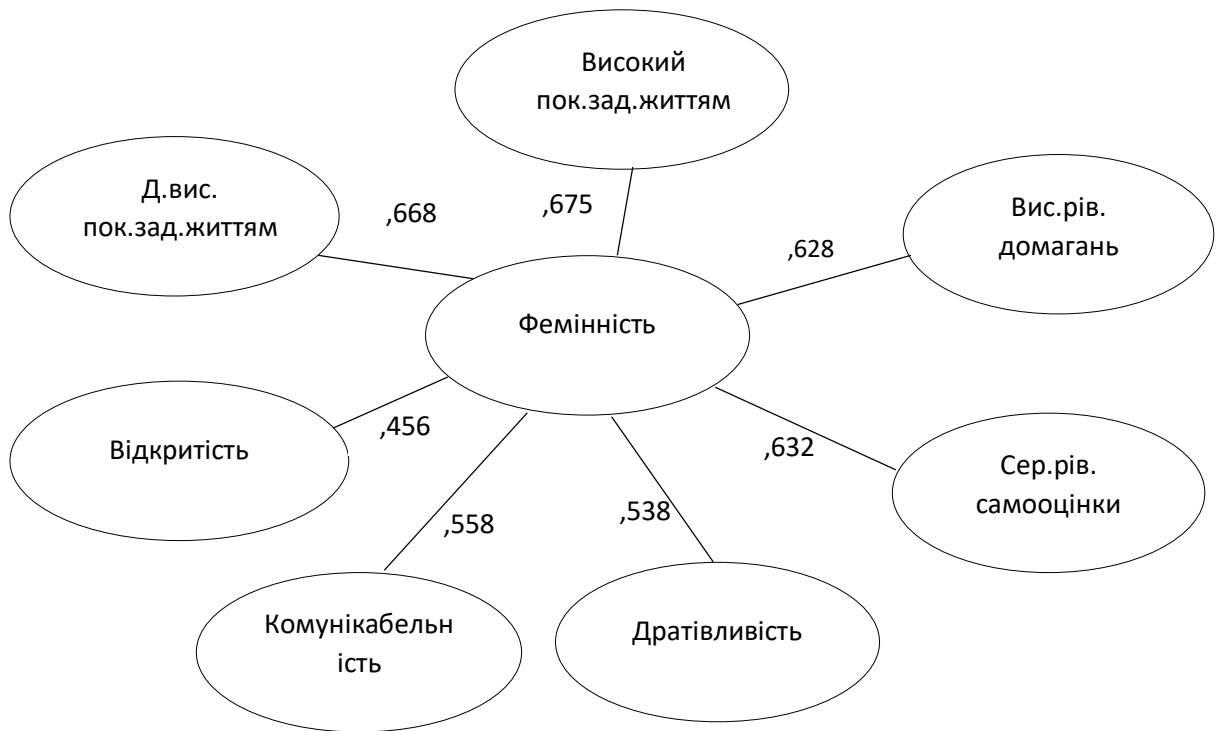 Високий
пок.зад.життям
Д.вис.
пок.зад.життям
,668
,675
,628
Вис.рів.
домагань
Фемінність
Відкритість
,456
,558
,538
,632
Сер.рів.
самооцінки
Комунікабельн
ість
Дратівливість